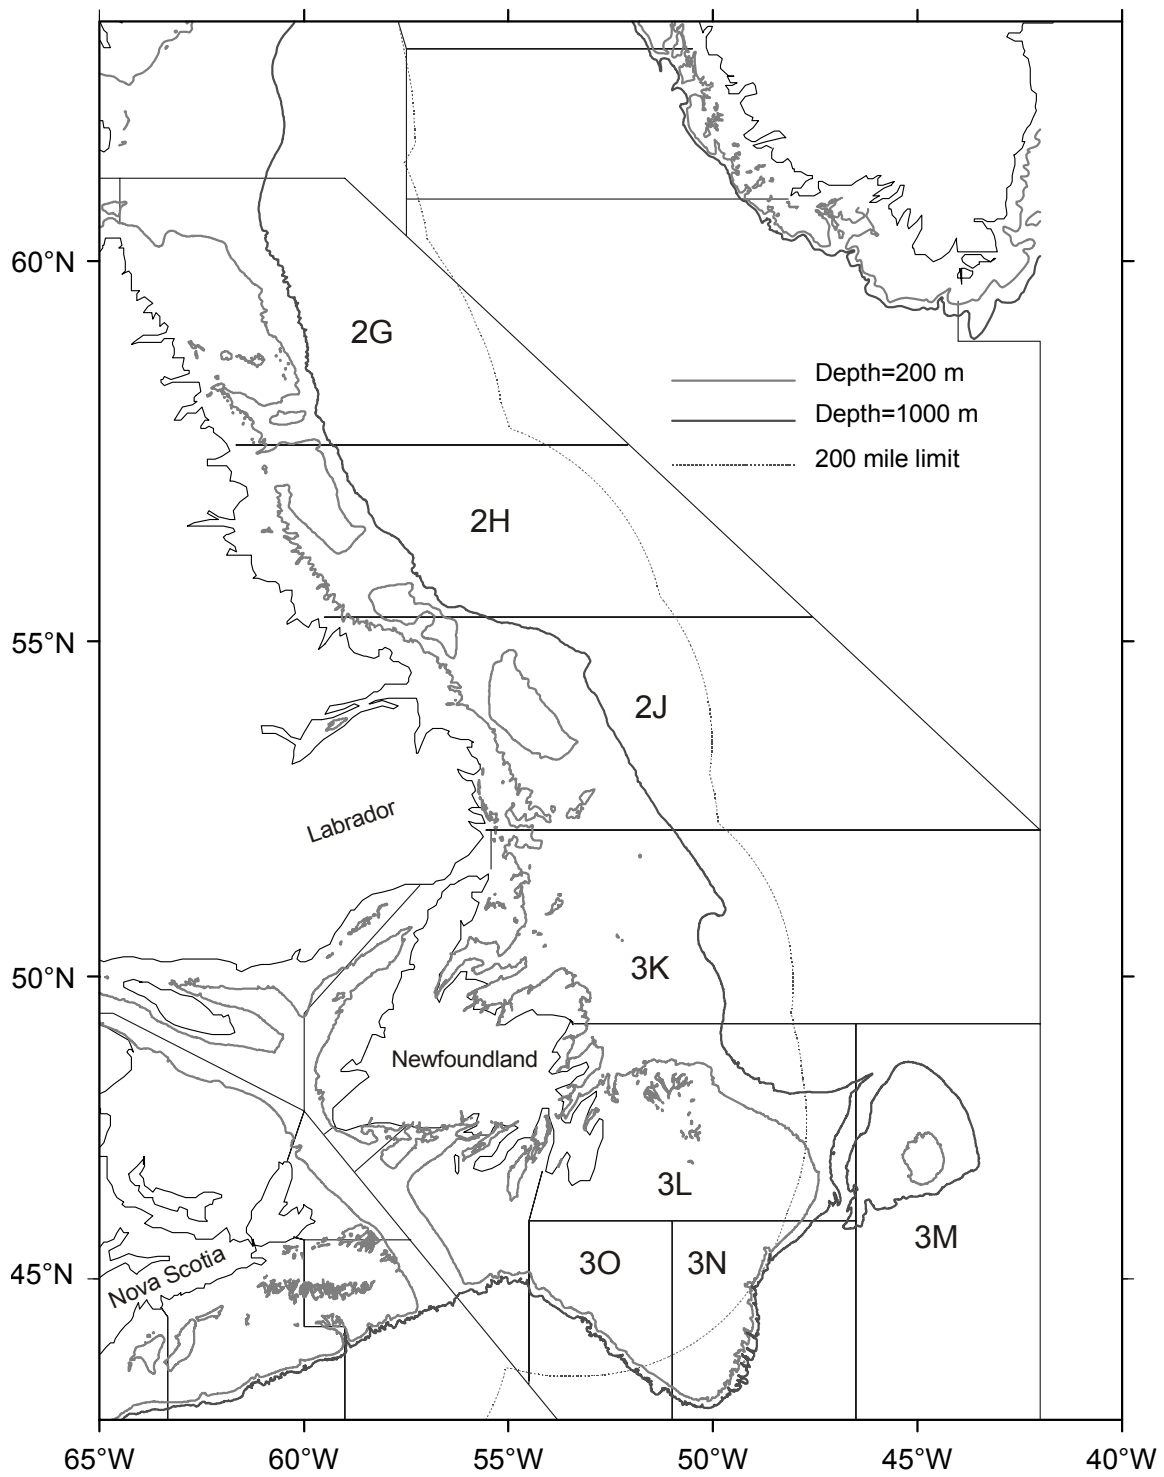 60°N
2G
Depth=200 m
Depth=1000 m
200 mile limit
2H
55°N
2J
Labrador
50°N
3K
Newfoundland
3L
3M
3O
3N
Nova Scotia
45°N
65°W
60°W
55°W
50°W
45°W
40°W